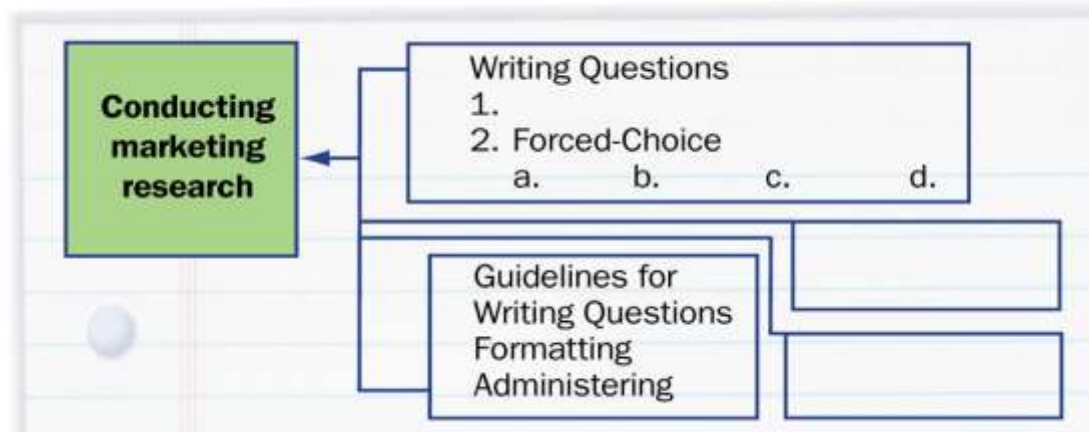 Conducting
marketing
research
Writing Questions
1.
2. Forced-Choice
a. b. c. d.
Guidelines for
Writing Questions
Formatting
Administering